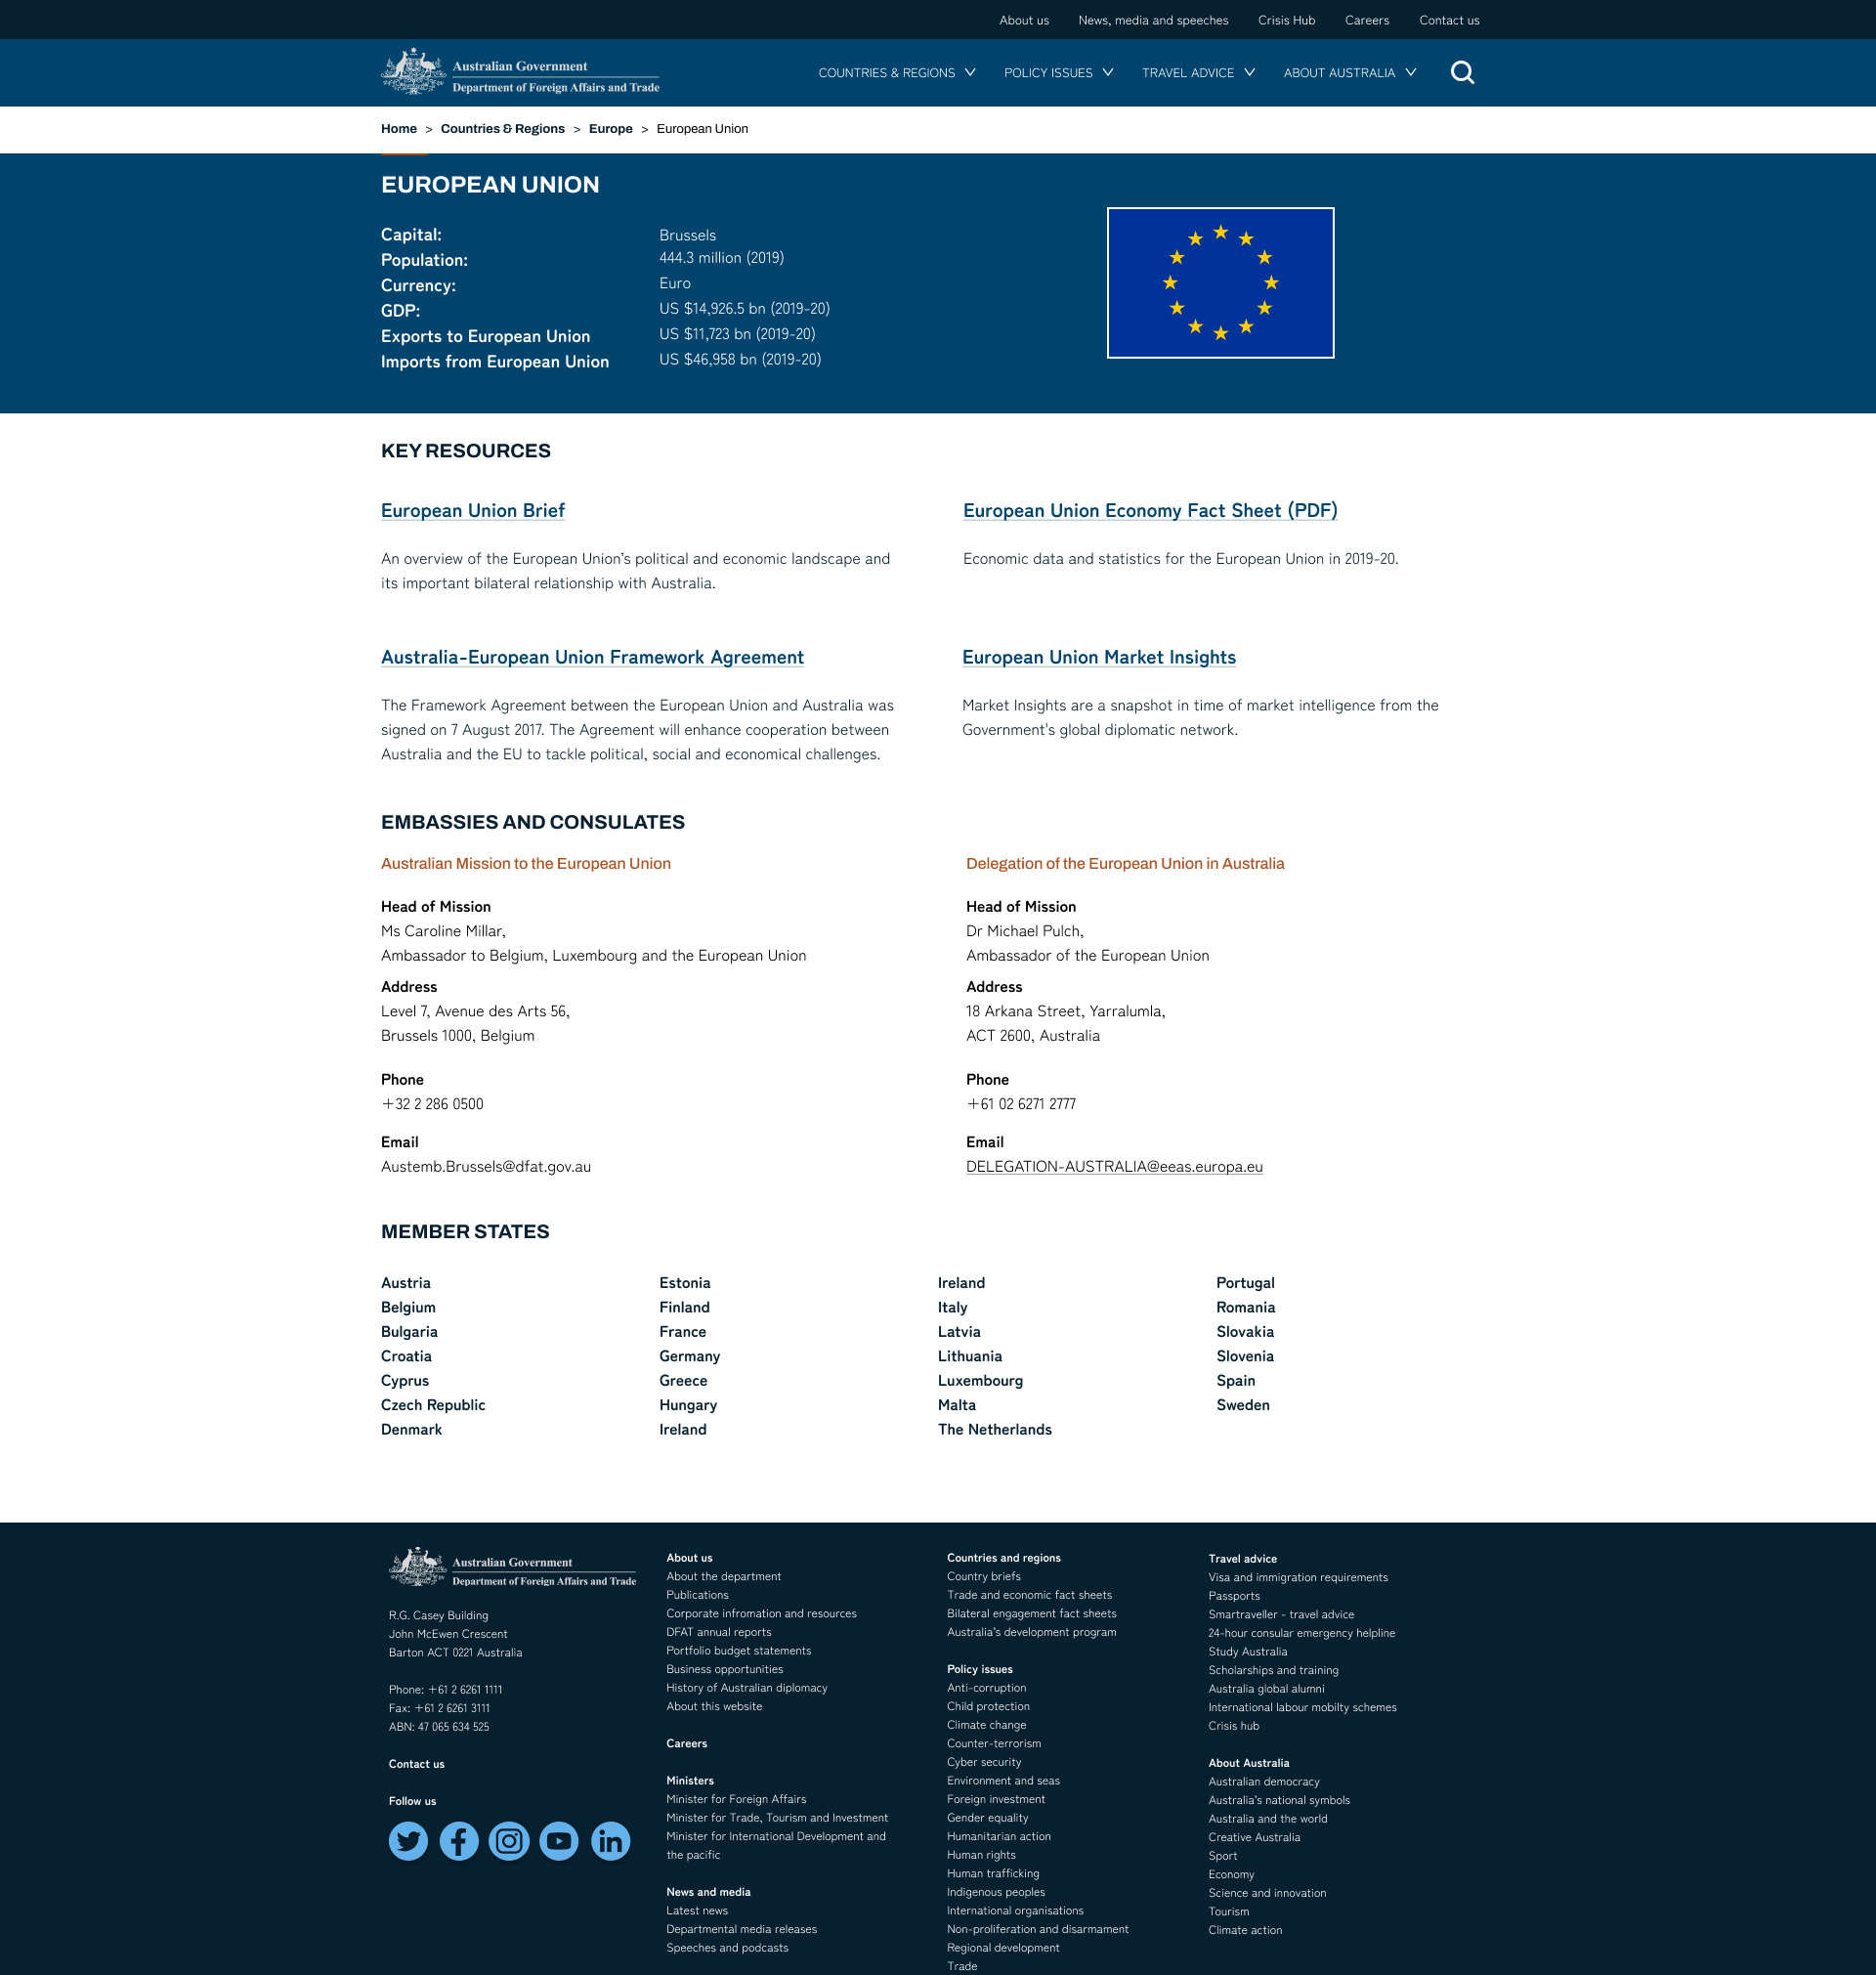 About us News, media and speeches Crisis Hub Careers Contact us
Australian Government
Department of Foreign Affairs and Trade
COUNTRIES & REGIONS POLICY ISSUES TRAVEL ADVICE ABOUT AUSTRALIA
Home > Countries & Regions > Europe > European Union
EUROPEAN UNION
Capital: Brussels
Population: 444.3 million (2019)
Currency: Euro
GDP: US $14,926.5 bn (2019-20)
Exports to European Union US $11,723 bn (2019-20)
Imports from European Union US $46,958 bn (2019-20)
KEY RESOURCES
European Union Brief
An overview of the European Union’s political and economic landscape and
its important bilateral relationship with Australia.
European Union Economy Fact Sheet (PDF)
Economic data and statistics for the European Union in 2019-20.
Australia-European Union Framework Agreement
The Framework Agreement between the European Union and Australia was
signed on 7 August 2017. The Agreement will enhance cooperation between
Australia and the EU to tackle political, social and economical challenges.
European Union Market Insights
Market Insights are a snapshot in time of market intelligence from the
Government's global diplomatic network.
EMBASSIES AND CONSULATES
Australian Mission to the European Union
Head of Mission
Ms Caroline Millar,
Ambassador to Belgium, Luxembourg and the European Union
Address
Level 7, Avenue des Arts 56,
Brussels 1000, Belgium
Phone
+32 2 286 0500
Email
Austemb.Brussels@dfat.gov.au
Delegation of the European Union in Australia
Head of Mission
Dr Michael Pulch,
Ambassador of the European Union
Address
18 Arkana Street, Yarralumla,
ACT 2600, Australia
Phone
+61 02 6271 2777
Email
DELEGATION-AUSTRALIA@eeas.europa.eu
MEMBER STATES
Austria
Belgium
Bulgaria
Croatia
Cyprus
Czech Republic
Denmark
Estonia
Finland
France
Germany
Greece
Hungary
Ireland
Ireland
Italy
Latvia
Lithuania
Luxembourg
Malta
The Netherlands
Portugal
Romania
Slovakia
Slovenia
Spain
Sweden
Australian Government
Department of Foreign Affairs and Trade
R.G. Casey Building
John McEwen Crescent
Barton ACT 0221 Australia
Phone: +61 2 6261 1111
Fax: +61 2 6261 3111
ABN: 47 065 634 525
Contact us
Follow us
About us
About the department
Publications
Corporate infromation and resources
DFAT annual reports
Portfolio budget statements
Business opportunities
History of Australian diplomacy
About this website
Careers
Ministers
Minister for Foreign Affairs
Minister for Trade, Tourism and Investment
Minister for International Development and
the pacific
News and media
Latest news
Departmental media releases
Speeches and podcasts
Countries and regions
Country briefs
Trade and economic fact sheets
Bilateral engagement fact sheets
Australia’s development program
Policy issues
Anti-corruption
Child protection
Climate change
Counter-terrorism
Cyber security
Environment and seas
Foreign investment
Gender equality
Humanitarian action
Human rights
Human trafficking
Indigenous peoples
International organisations
Non-proliferation and disarmament
Regional development
Trade
Travel advice
Visa and immigration requirements
Passports
Smartraveller - travel advice
24-hour consular emergency helpline
Study Australia
Scholarships and training
Australia global alumni
International labour mobilty schemes
Crisis hub
About Australia
Australian democracy
Australia’s national symbols
Australia and the world
Creative Australia
Sport
Economy
Science and innovation
Tourism
Climate action